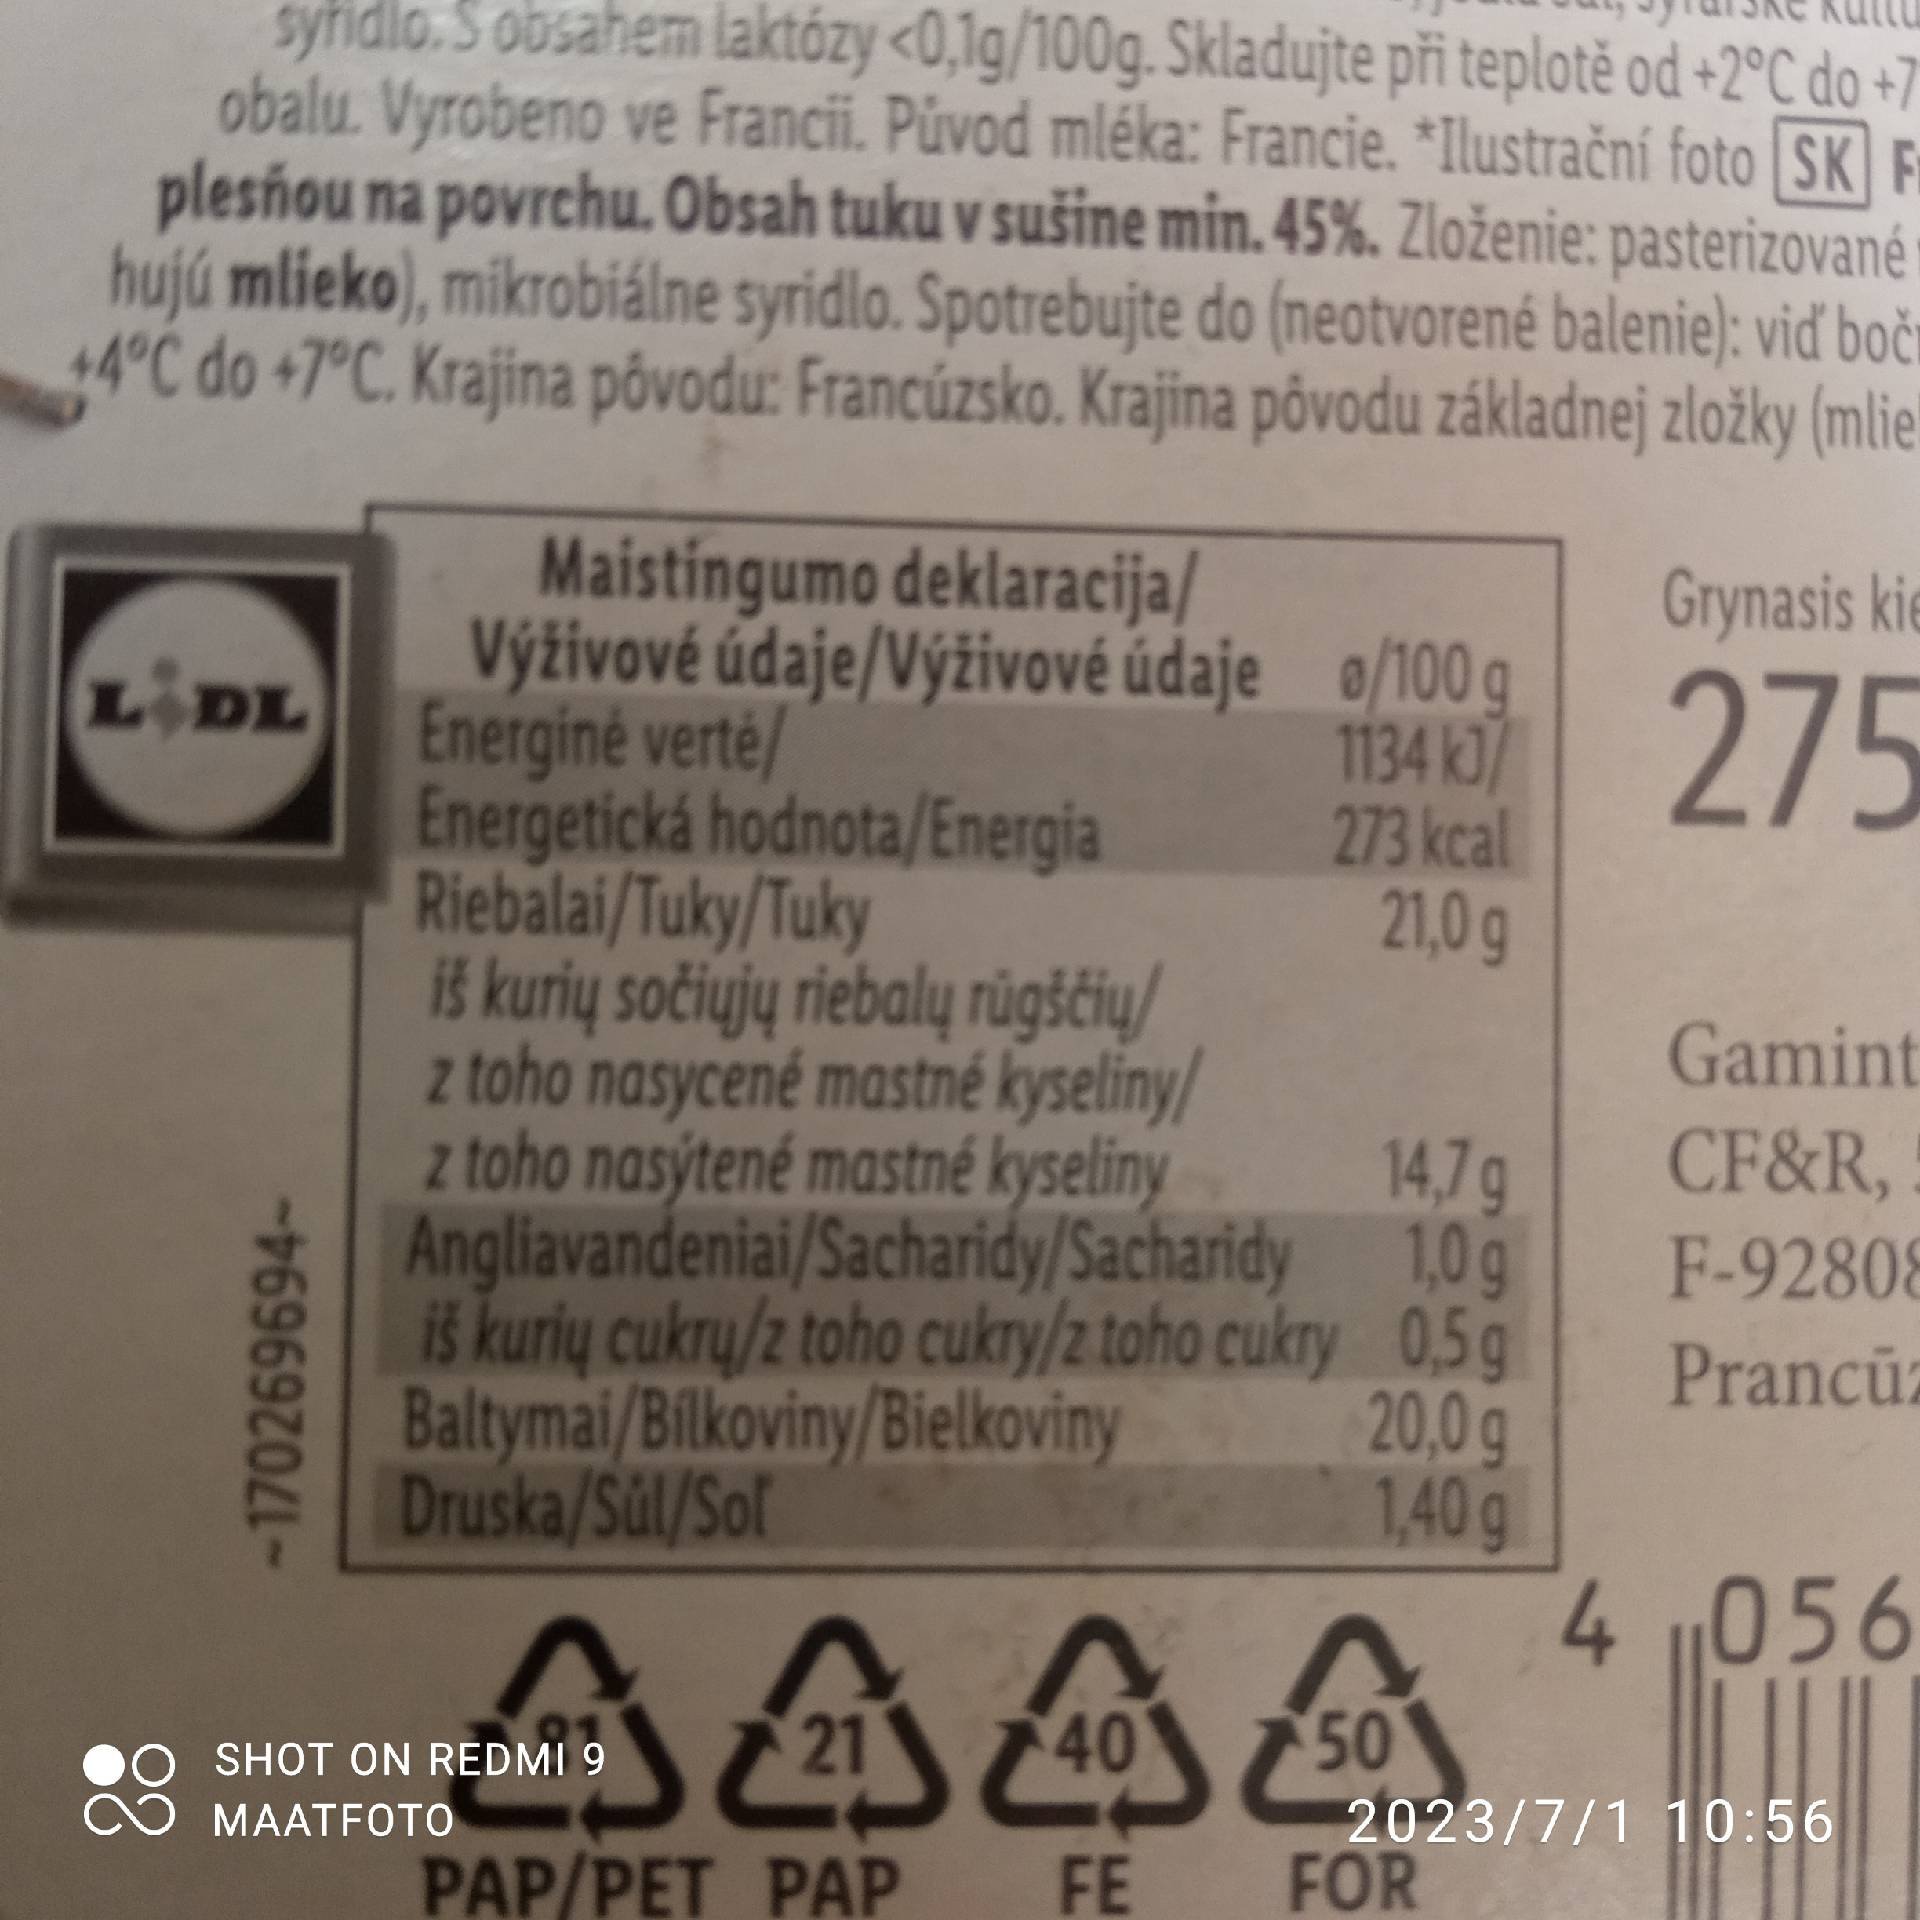 syřidlo. S obsahem laktózy <0,1g/100g. Skladujte při teplotě od +2°C do +7
obalu. Vyrobeno ve Francii. Původ mléka: Francie. *Ilustrační foto SK
plesňou na povrchu. Obsah tuku v sušine min. 45%. Zloženie: pasterizované
hujú mlieko), mikrobiálne syridlo. Spotrebujte do (neotvorené balenie): viď boč
+4°C do +7°C. Krajina pôvodu: Francúzsko. Krajina pôvodu základnej zložky (mlie
LIDL
Maistingumo deklaracija/
Výživové údaje/Výživové údaje ø/100 g
Energinė vertė/ 1134 kJ/
Energetická hodnota/Energia 273 kcal
Riebalai/Tuky/Tuky 21,0 g
iš kurių sočiųjų riebalų rūgščių/
z toho nasycené mastné kyseliny/
z toho nasýtené mastné kyseliny 14,7 g
Angliavandeniai/Sacharidy/Sacharidy 1,0 g
iš kurių cukrų/z toho cukry/z toho cukry 0,5 g
Baltymai/Bílkoviny/Bielkoviny 20,0 g
Druska/Sůl/Soľ 1,40 g
~170269694~
Grynasis kie
275
Gamint
CF&R,
F-92808
Prancūz
4 056
81 21 40 50
PAP/PET PAP FE FOR
SHOT ON REDMI 9
MAATFOTO
2023/7/1 10:56